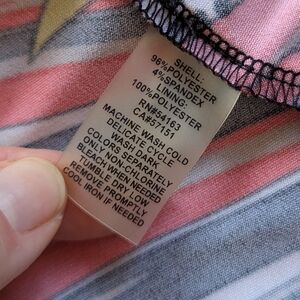 SHELL:
96%POLYESTER
4%SPANDEX
LINING:
100%POLYESTER
RN#54163
CA#57151
MACHINE WASH COLD
DELICATE CYCLE
WASH DARK
COLORS SEPARATELY
ONLY NON-CHLORINE
BLEACH WHEN NEEDED
TUMBLE DRY LOW
REMOVE PROMPTLY
COOL IRON IF NEEDED